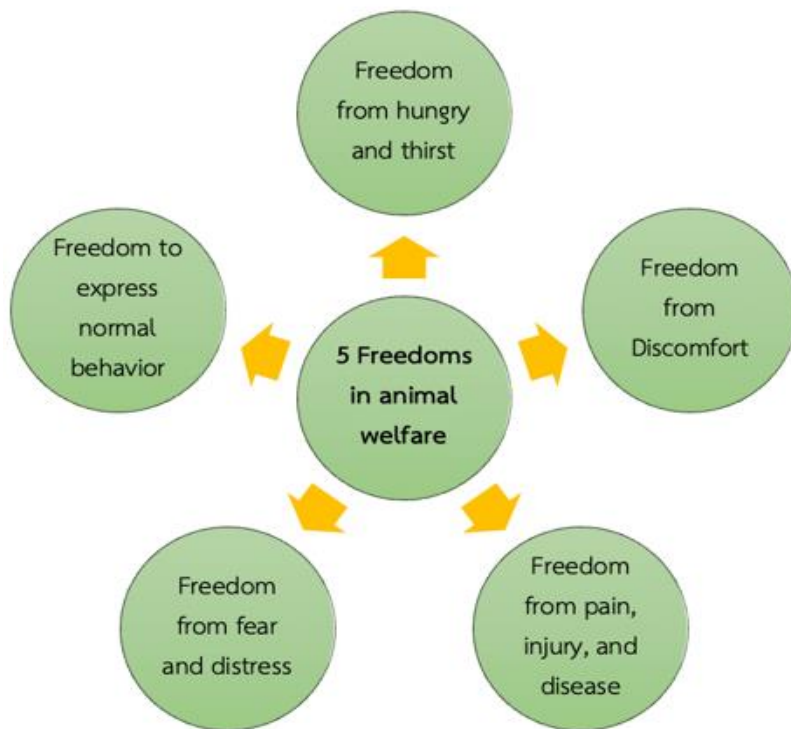 Freedom
from hungry
and thirst
Freedom to
express
normal
behavior
Freedom
from
Discomfort
5 Freedoms
in animal
welfare
Freedom
from fear
and distress
Freedom
from pain,
injury, and
disease